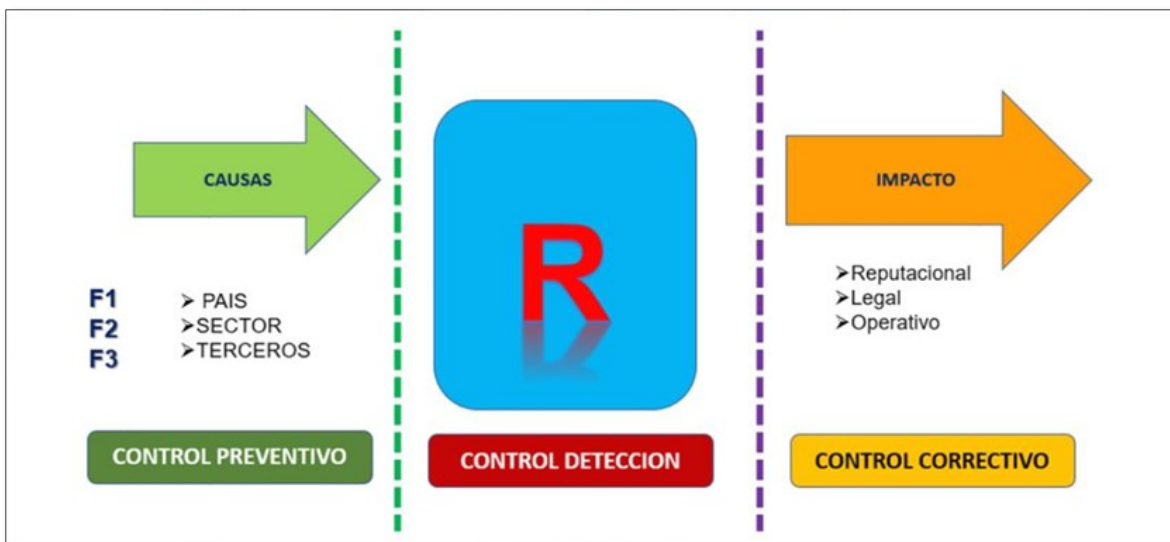 CAUSAS
F1
F2
F3
➢ PAIS
➢SECTOR
➢TERCEROS
CONTROL PREVENTIVO
R
CONTROL DETECCION
IMPACTO
➢Reputacional
➢Legal
➢Operativo
CONTROL CORRECTIVO